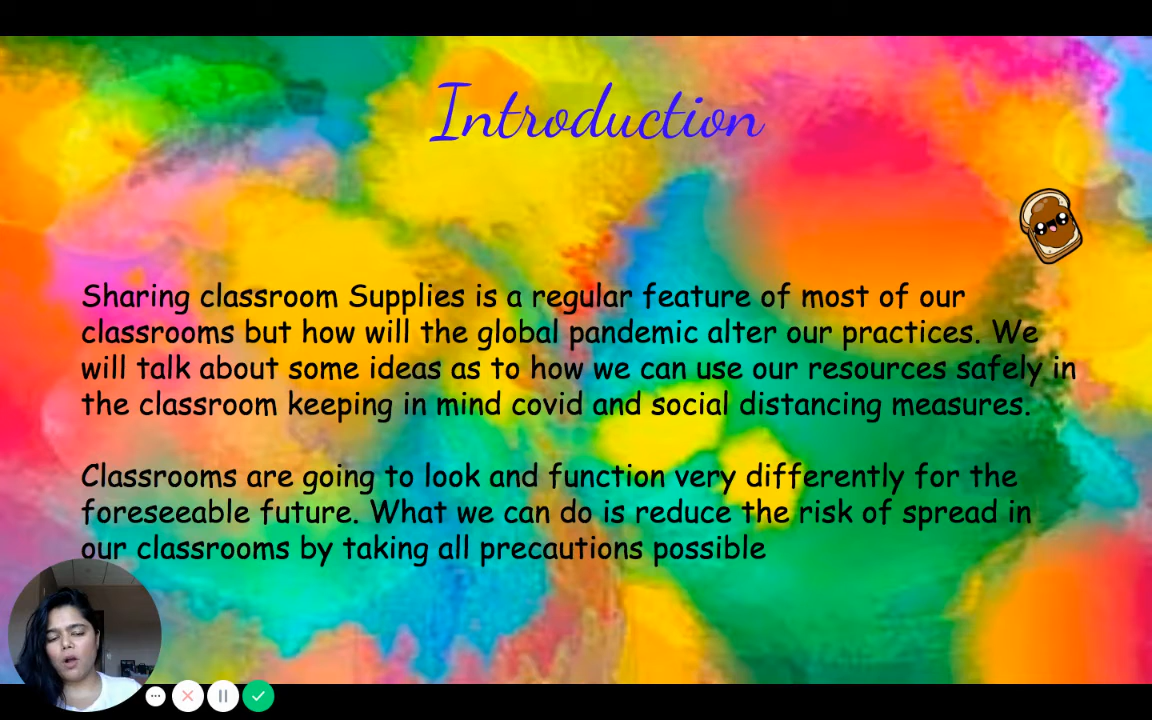 Introduction
Sharing classroom Supplies is a regular feature of most of our
classrooms but how will the global pandemic alter our practices. We
will talk about some ideas as to how we can use our resources safely in
the classroom keeping in mind covid and social distancing measures.
Classrooms are going to look and function very differently for the
foreseeable future. What we can do is reduce the risk of spread in
our classrooms by taking all precautions possible